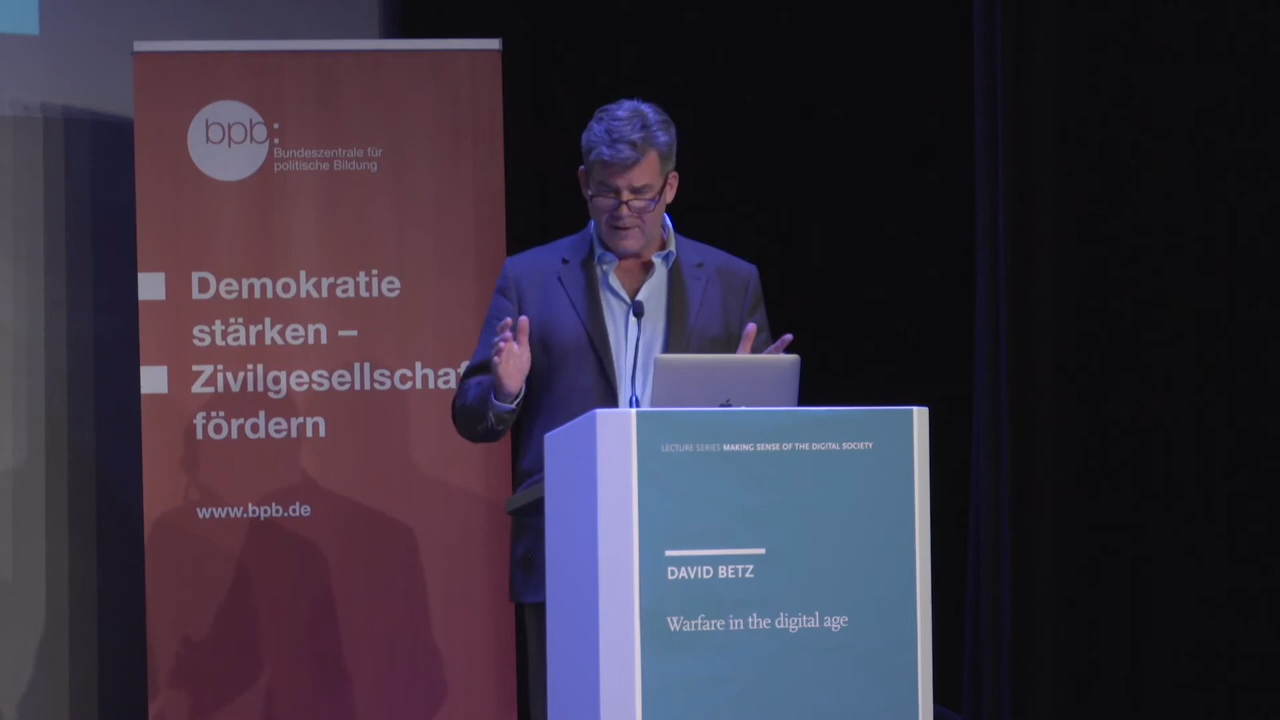 bpb:
Bundeszentrale für
politische Bildung
Demokratie
stärken –
Zivilgesellschaf
fördern
www.bpb.de
LECTURE SERIES MAKING SENSE OF THE DIGITAL SOCIETY
DAVID BETZ
Warfare in the digital age